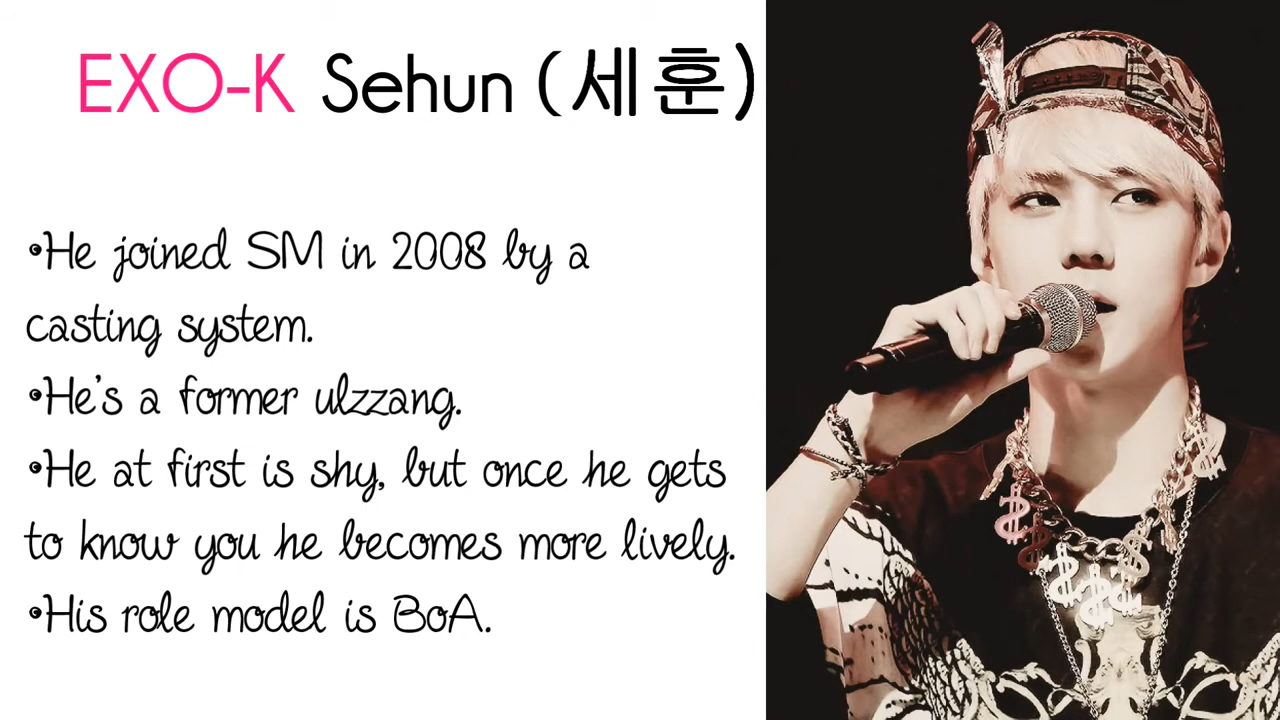 EXO-K Sehun (세훈)
•He joined SM in 2008 by a
casting system.
•He's a former ulzzang.
•He at first is shy, but once he gets
to know you he becomes more lively.
•His role model is BoA.